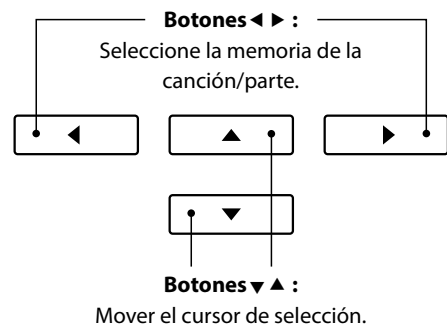 Botones ◀ ▶ :
Seleccione la memoria de la
canción/parte.
Botones ▼ ▲ :
Mover el cursor de selección.